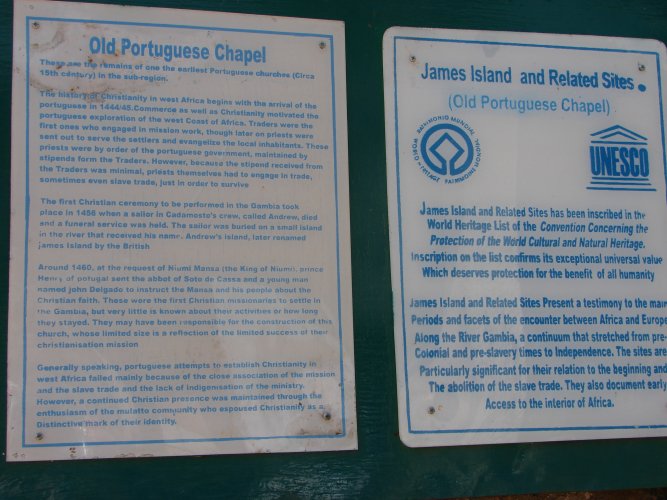 Old Portuguese Chapel
These are the remains of one the earliest Portuguese churches (Circa
15th century) in the sub-region.
The history of Christianity in west Africa begins with the arrival of the
portuguese in 1444/45.Commerce as well as Christianity motivated the
portuguese exploration of the west Coast of Africa. Traders were the
first ones who engaged in mission work, though later on priests were
sent out to serve the settlers and evangelize the local inhabitants. These
priests were by order of the portuguese government, maintained by
stipends form the Traders. However, because the stipend received from
the Traders was minimal, priests themselves had to engage in trade,
sometimes even slave trade, just in order to survive
The first Christian ceremony to be performed in the Gambia took
place in 1456 when a sailor in Cadamosto's crew, called Andrew, died
and a funeral service was held. The sailor was buried on a small island
in the river that received his name. Andrew's island, later renamed
james Island by the British
Around 1460, at the request of Niumi Mansa (the King of Niumi), prince
Henry of potugal sent the abbot of Soto de Cassa and a young man
named john Delgado to instruct the Mansa and his people about the
Christian faith. These were the first Christian missionaries to settle in
the Gambia, but very little is known about their activities or how long
they stayed. They may have been responsible for the construction of this
church, whose limited size is a reflection of the limited success of their
christianisation mission
Generally speaking, portuguese attempts to establish Christianity in
west Africa failed mainly because of the close association of the mission
and the slave trade and the lack of Indigenisation of the ministry.
However, a continued Christian presence was maintained through the
enthusiasm of the mulatto community who espoused Christianity as a
Distinctive mark of their identity.
James Island and Related Sites.
(Old Portuguese Chapel)
PATRIMONIO MUNDIAL
WORLD HERITAGE
PATRIMOINE MONDIAL
UNESCO
James Island and Related Sites has been inscribed in the
World Heritage List of the Convention Concerning the
Protection of the World Cultural and Natural Heritage.
Inscription on the list confirms its exceptional universal value
Which deserves protection for the benefit of all humanity
James Island and Related Sites Present a testimony to the main
Periods and facets of the encounter between Africa and Europe
Along the River Gambia, a continuum that stretched from pre-
Colonial and pre-slavery times to Independence. The sites are
Particularly significant for their relation to the beginning and
The abolition of the slave trade. They also document early
Access to the interior of Africa.